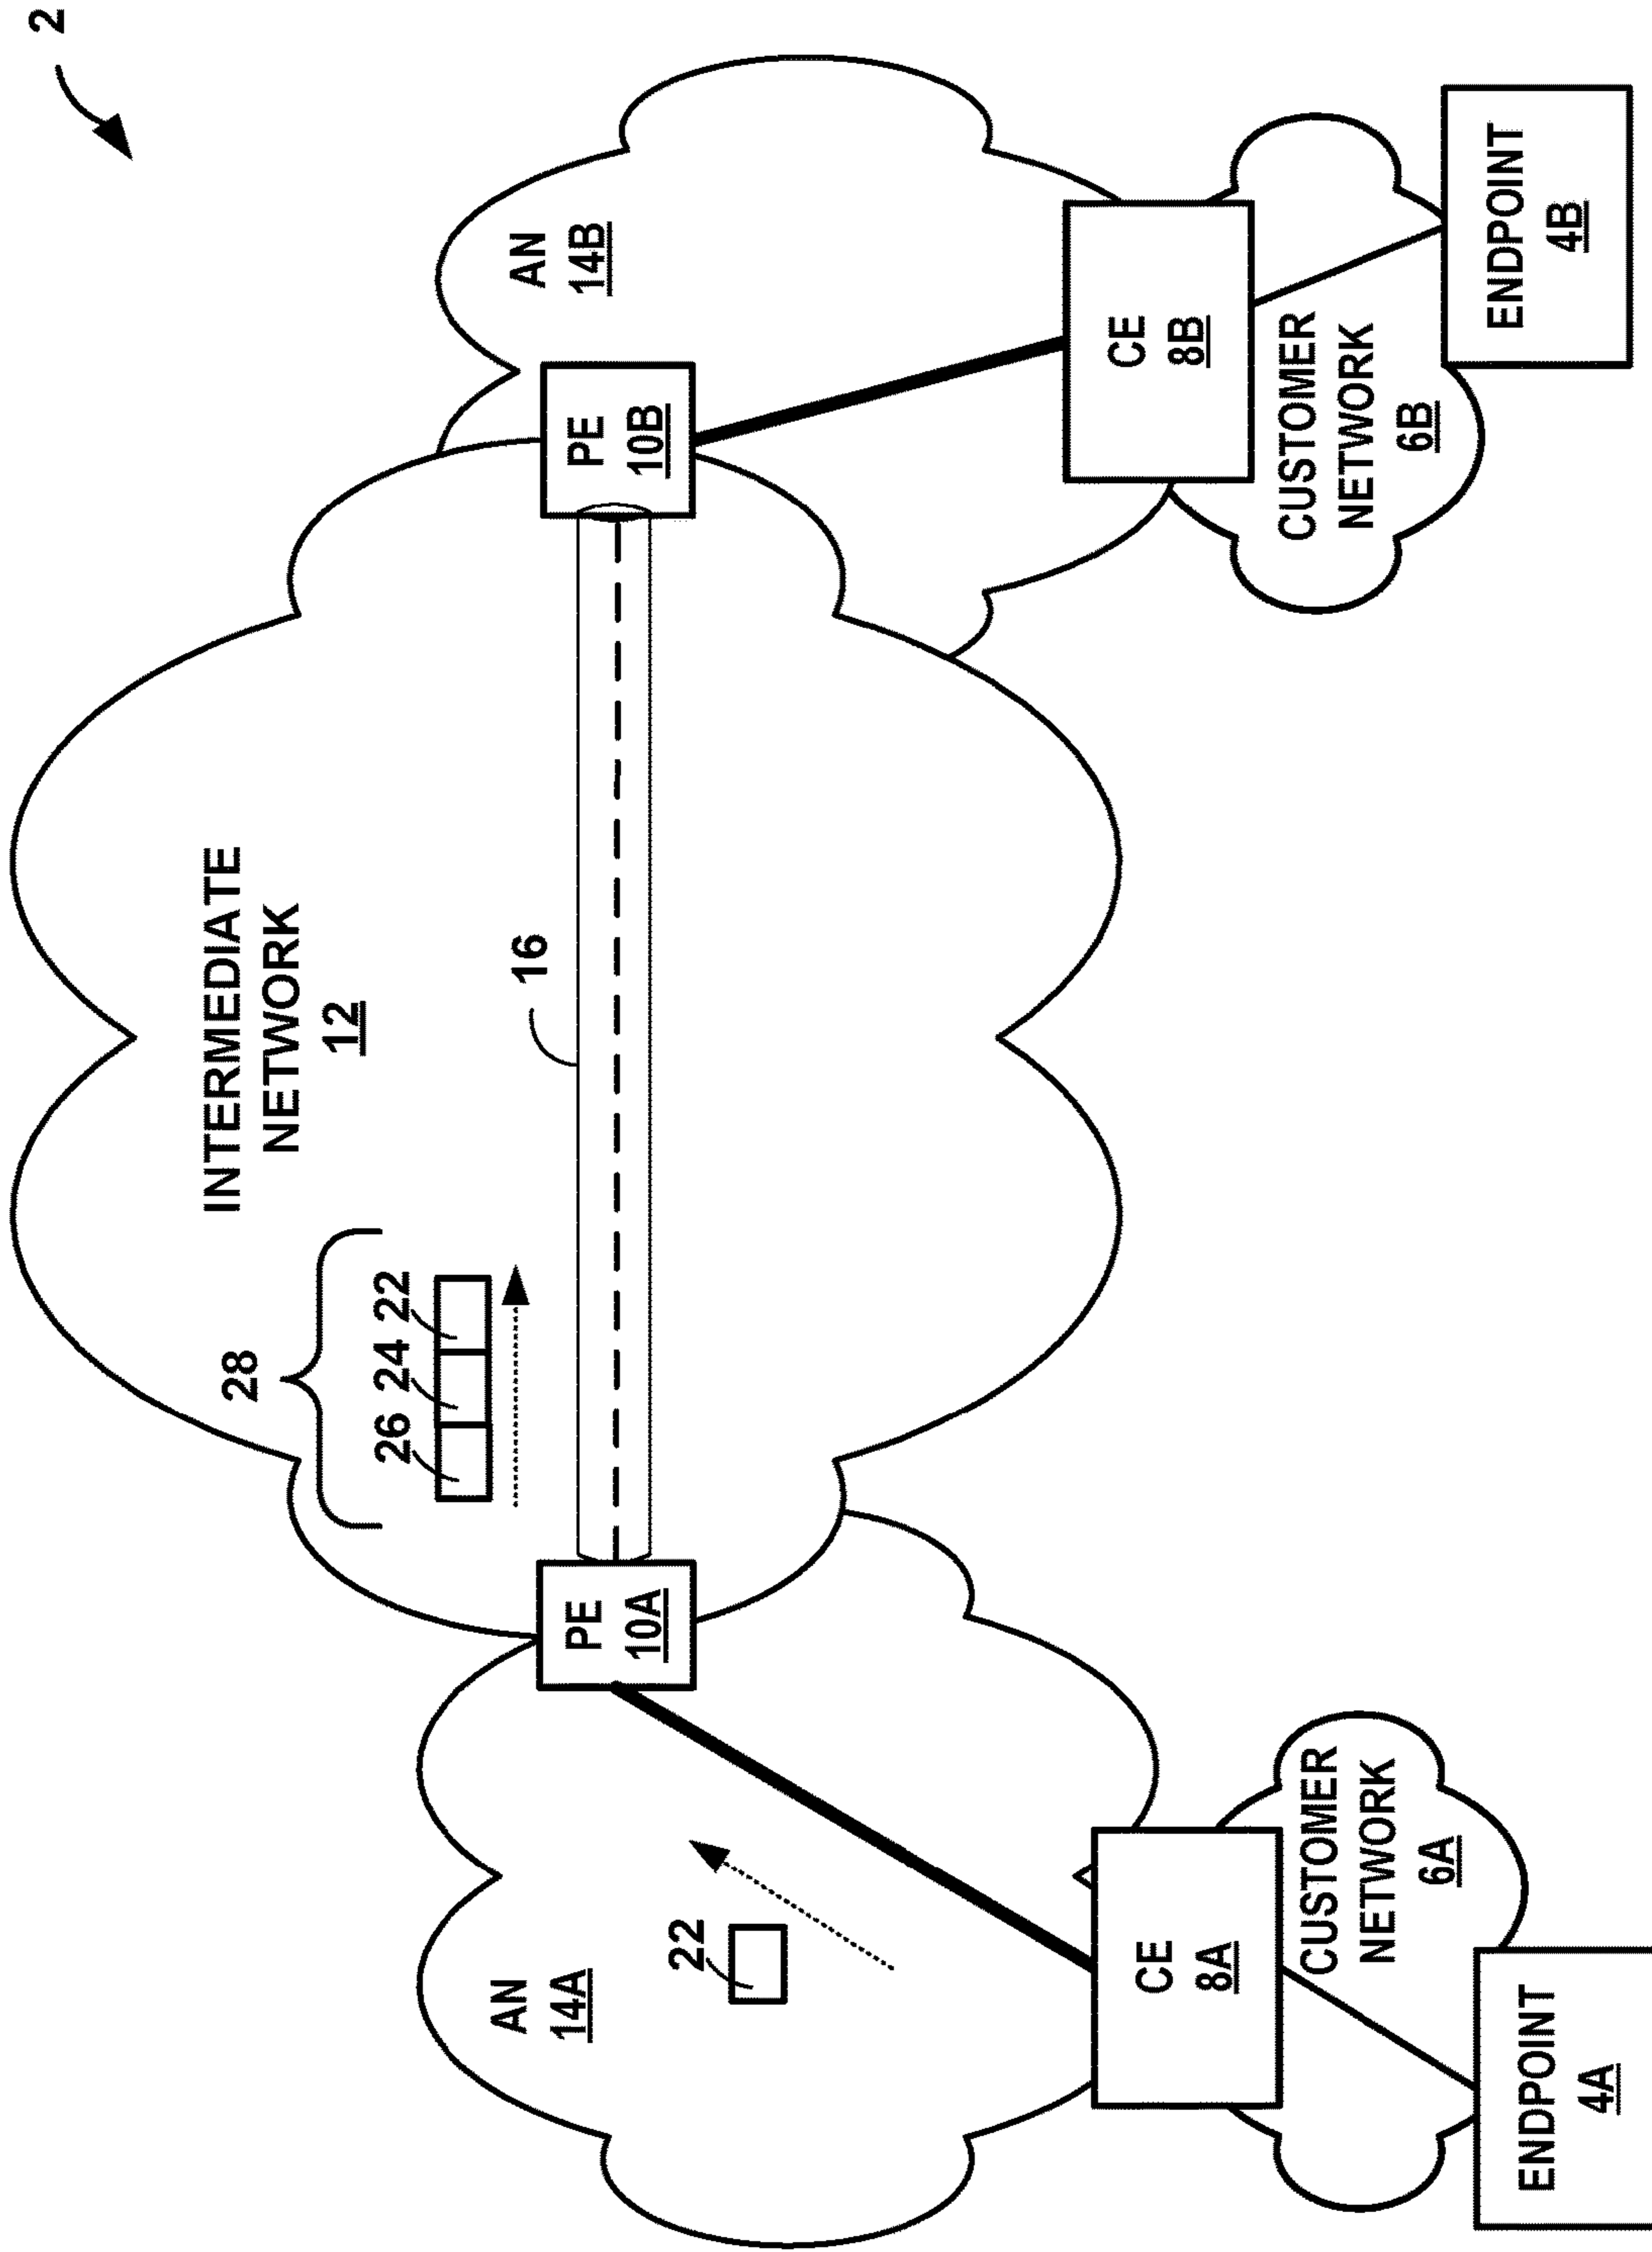 2
INTERMEDIATE
NETWORK
12
28
26
24
22
16
AN
14A
22
PE
10A
PE
10B
AN
14B
CE
8A
CUSTOMER
NETWORK
6A
ENDPOINT
4A
CE
8B
CUSTOMER
NETWORK
6B
ENDPOINT
4B